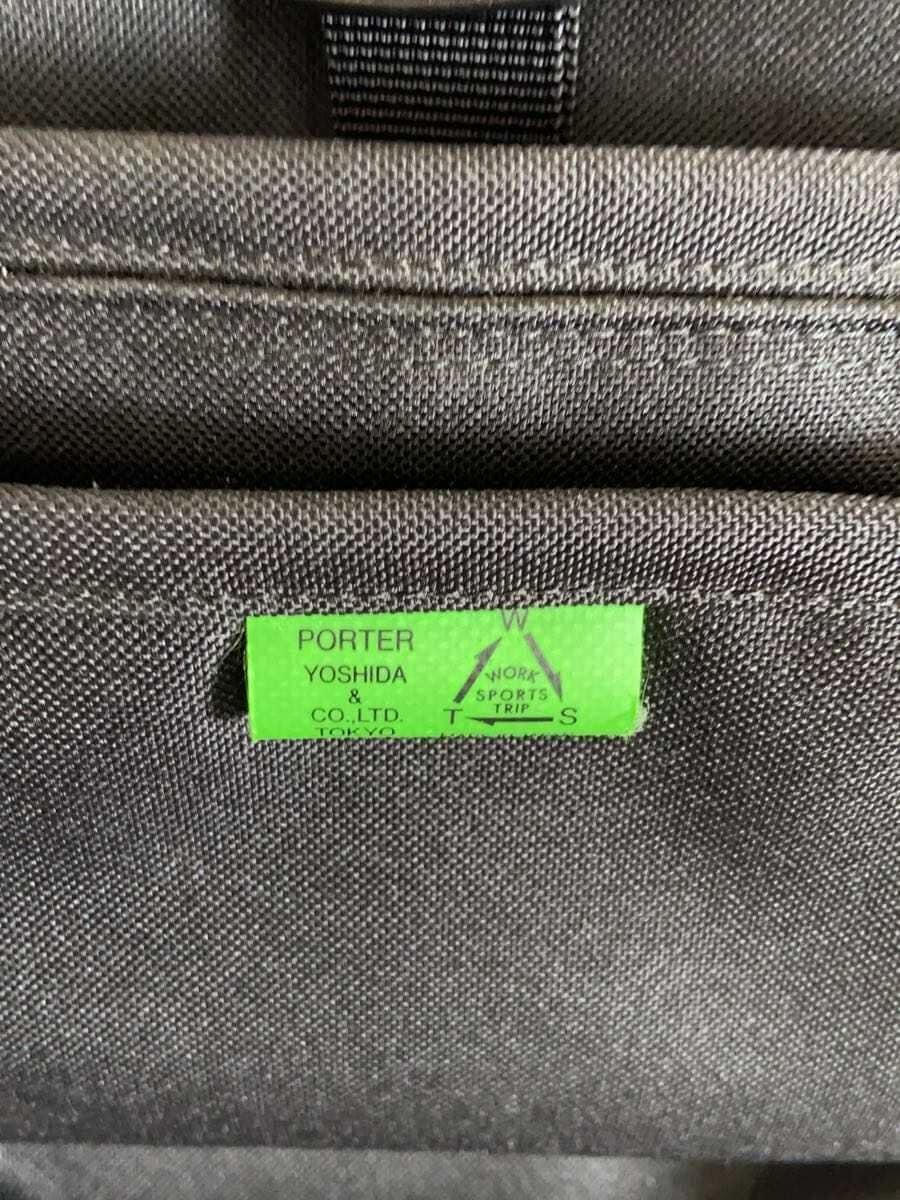 PORTER
YOSHIDA
&
CO.,LTD.
TOKYO
W
WORK
SPORTS
TRIP
T
S